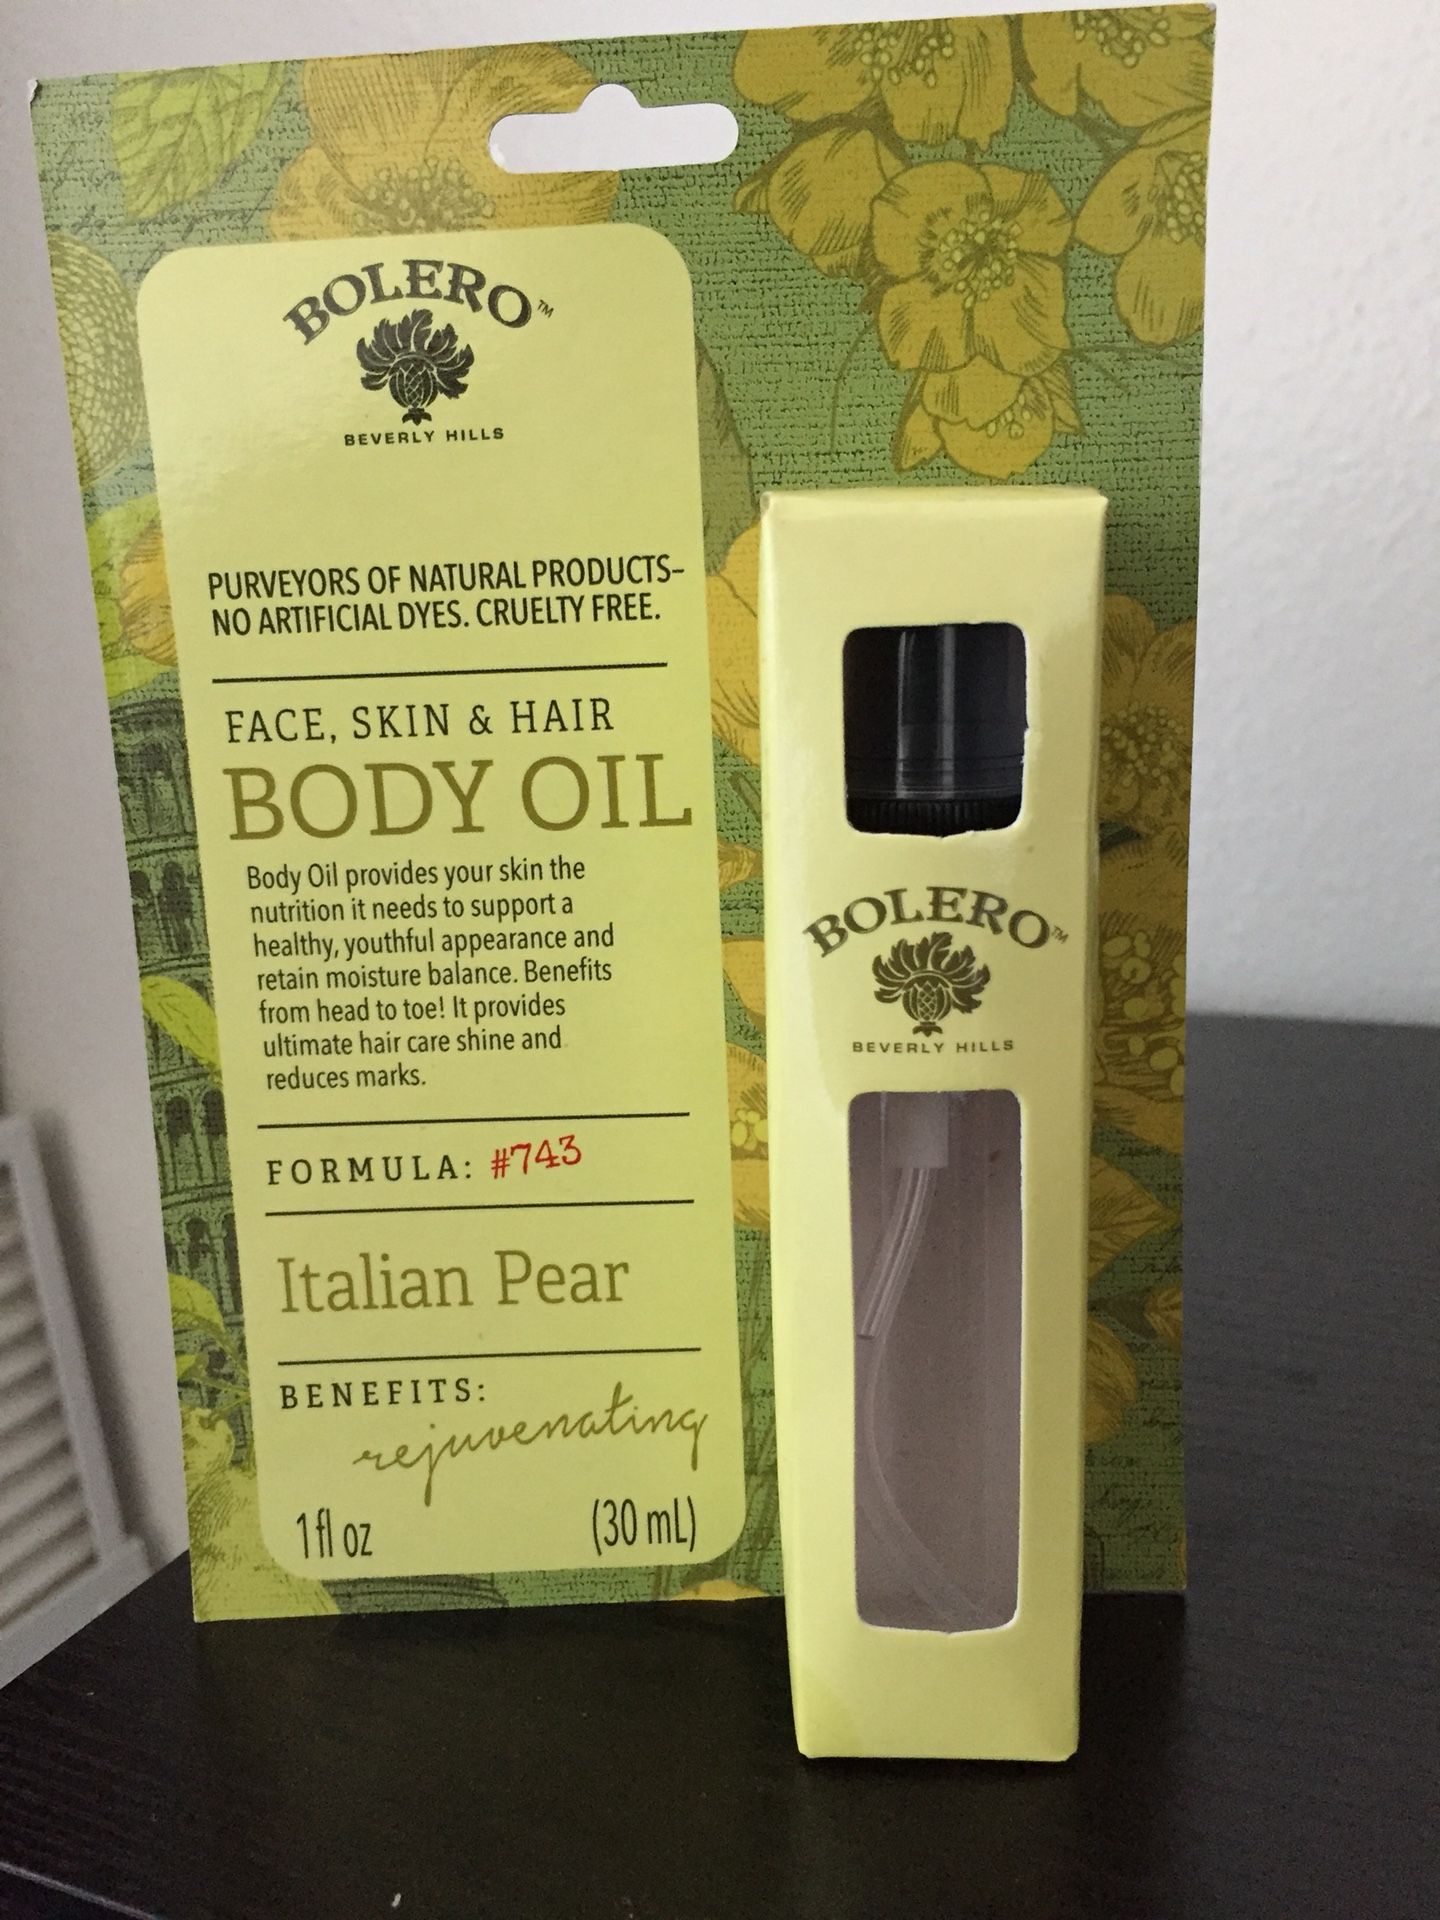 BOLERO™
BEVERLY HILLS
PURVEYORS OF NATURAL PRODUCTS–
NO ARTIFICIAL DYES. CRUELTY FREE.
FACE, SKIN & HAIR
BODY OIL
Body Oil provides your skin the
nutrition it needs to support a
healthy, youthful appearance and
retain moisture balance. Benefits
from head to toe! It provides
ultimate hair care shine and
reduces marks.
FORMULA: #743
Italian Pear
BENEFITS:
rejuvenating
1 fl oz (30 mL)
BOLERO™
BEVERLY HILLS